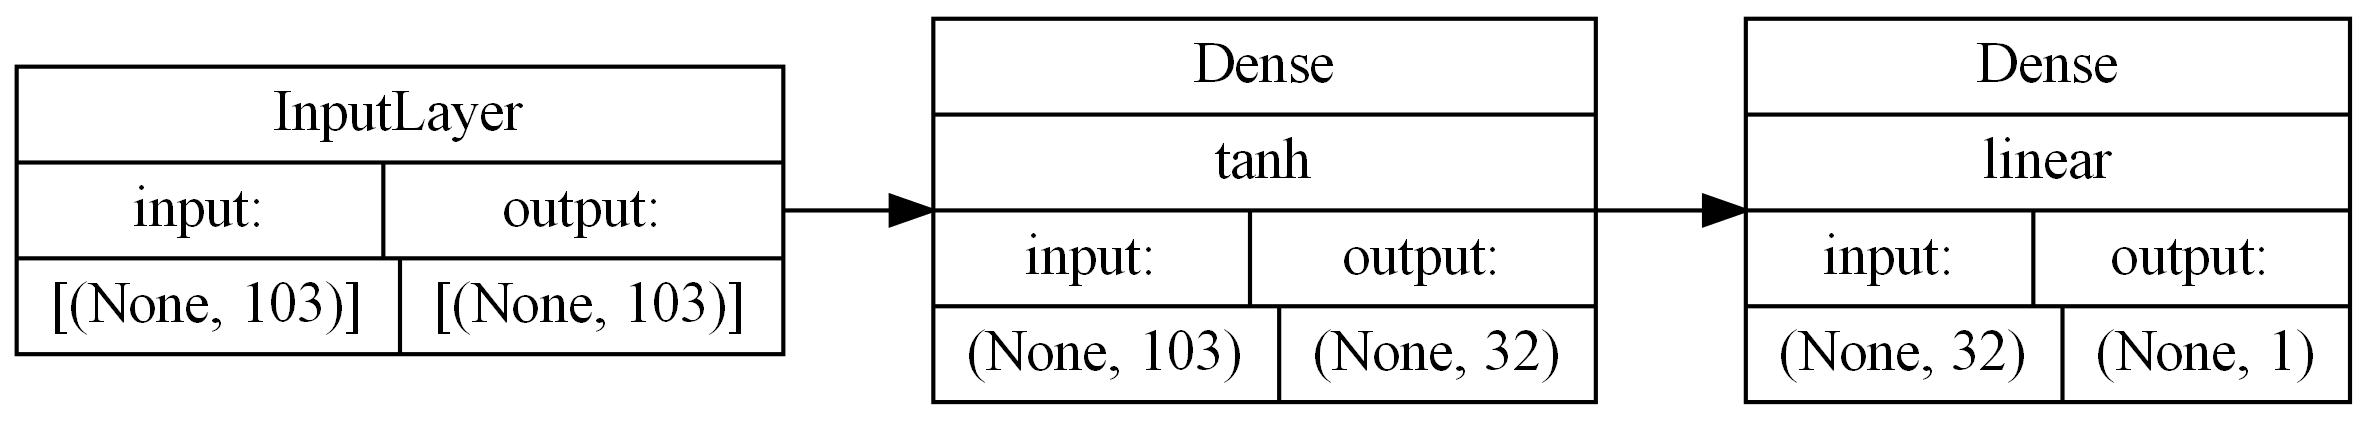 InputLayer
input: output:
[(None, 103)] [(None, 103)]
Dense
tanh
input: output:
(None, 103) (None, 32)
Dense
linear
input: output:
(None, 32) (None, 1)